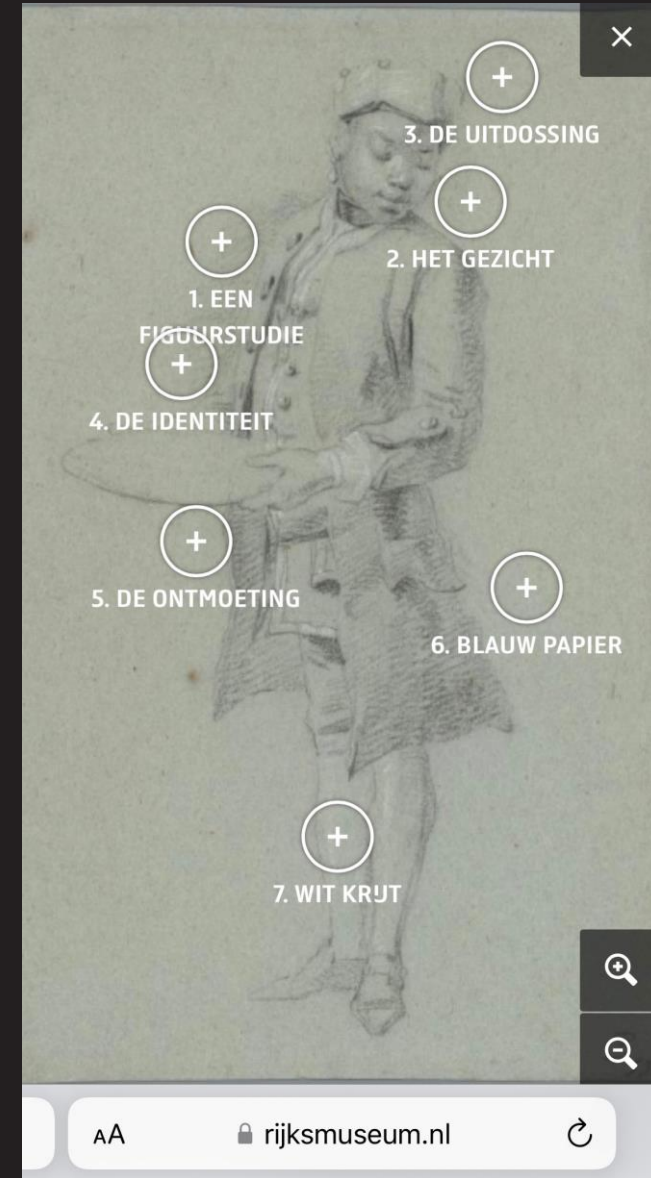 3. DE UITDOSSING
2. HET GEZICHT
1. EEN
FIGUURSTUDIE
4. DE IDENTITEIT
5. DE ONTMOETING
6. BLAUW PAPIER
7. WIT KRIJT
AA
rijksmuseum.nl